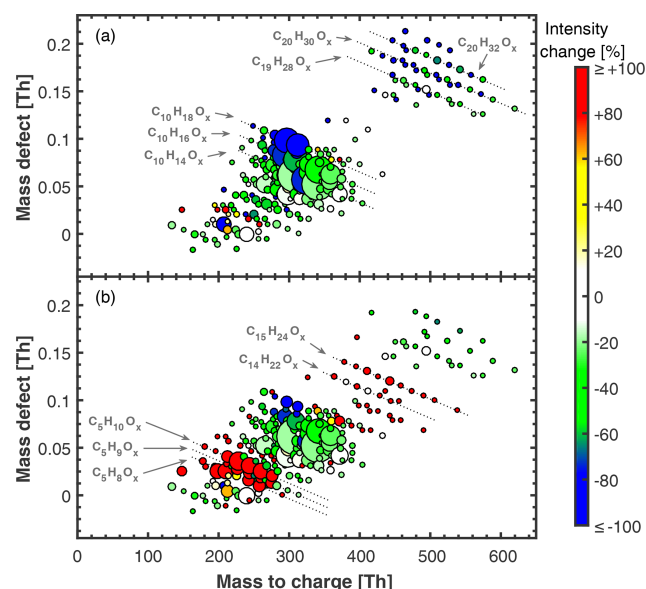 Intensity
change [%]
(a)
C20H30Ox
C19H28Ox
C20H32Ox
C10H18Ox
C10H16Ox
C10H14Ox
0.2
0.15
0.1
0.05
0
Mass defect [Th]
≥ +100
+80
+60
+40
+20
0
-20
-40
-60
-80
≤ -100
(b)
C15H24Ox
C14H22Ox
C5H10Ox
C5H9Ox
C5H8Ox
0.2
0.15
0.1
0.05
0
Mass defect [Th]
0 100 200 300 400 500 600
Mass to charge [Th]